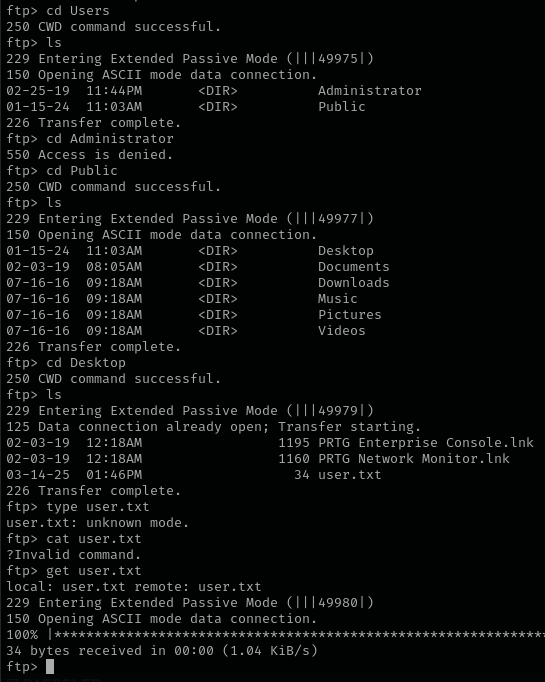 ftp> cd Users
250 CWD command successful.
ftp> ls
229 Entering Extended Passive Mode (|||49975|)
150 Opening ASCII mode data connection.
02-25-19  11:44PM       <DIR>          Administrator
01-15-24  11:03AM       <DIR>          Public
226 Transfer complete.
ftp> cd Administrator
550 Access is denied.
ftp> cd Public
250 CWD command successful.
ftp> ls
229 Entering Extended Passive Mode (|||49977|)
150 Opening ASCII mode data connection.
01-15-24  11:03AM       <DIR>          Desktop
02-03-19  08:05AM       <DIR>          Documents
07-16-16  09:18AM       <DIR>          Downloads
07-16-16  09:18AM       <DIR>          Music
07-16-16  09:18AM       <DIR>          Pictures
07-16-16  09:18AM       <DIR>          Videos
226 Transfer complete.
ftp> cd Desktop
250 CWD command successful.
ftp> ls
229 Entering Extended Passive Mode (|||49979|)
125 Data connection already open; Transfer starting.
02-03-19  12:18AM                 1195 PRTG Enterprise Console.lnk
02-03-19  12:18AM                 1160 PRTG Network Monitor.lnk
03-14-25  01:46PM                   34 user.txt
226 Transfer complete.
ftp> type user.txt
user.txt: unknown mode.
ftp> cat user.txt
?Invalid command.
ftp> get user.txt
local: user.txt remote: user.txt
229 Entering Extended Passive Mode (|||49980|)
150 Opening ASCII mode data connection.
100% |**************************************************************
34 bytes received in 00:00 (1.04 KiB/s)
ftp>